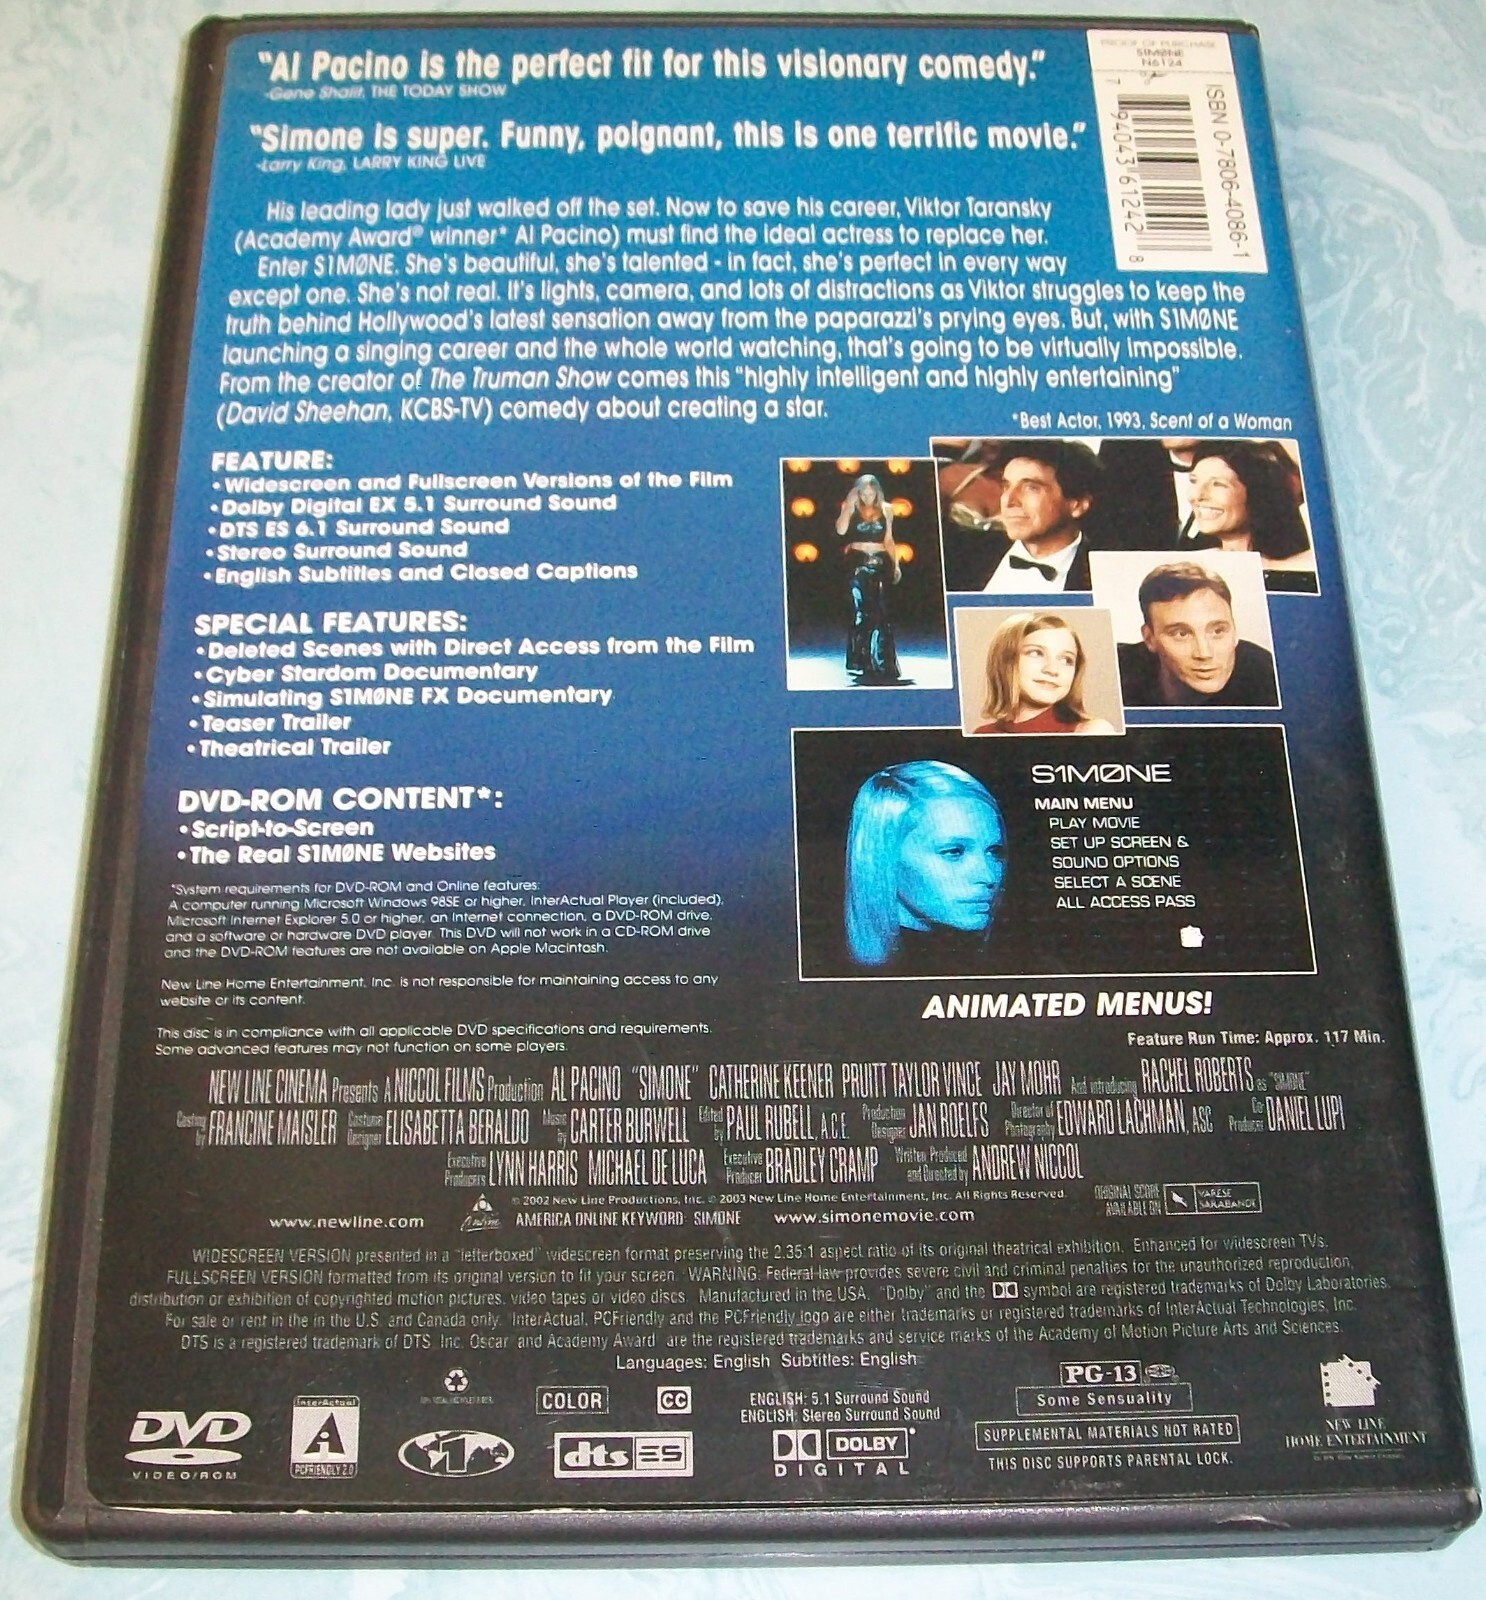 "Al Pacino is the perfect fit for this visionary comedy."
-Gene Shalit, THE TODAY SHOW
"Simone is super. Funny, poignant, this is one terrific movie."
-Larry King, LARRY KING LIVE
PROOF OF PURCHASE
S1MØNE
N6124
ISBN 0-7806-4086-1
7 94043 61242 8
His leading lady just walked off the set. Now to save his career, Viktor Taransky
(Academy Award® winner* Al Pacino) must find the ideal actress to replace her.
Enter S1MØNE. She's beautiful, she's talented - in fact, she's perfect in every way
except one. She's not real. It's lights, camera, and lots of distractions as Viktor struggles to keep the
truth behind Hollywood's latest sensation away from the paparazzi's prying eyes. But, with S1MØNE
launching a singing career and the whole world watching, that's going to be virtually impossible.
From the creator of The Truman Show comes this "highly intelligent and highly entertaining"
(David Sheehan, KCBS-TV) comedy about creating a star.
*Best Actor, 1993, Scent of a Woman
FEATURE:
•Widescreen and Fullscreen Versions of the Film
•Dolby Digital EX 5.1 Surround Sound
•DTS ES 6.1 Surround Sound
•Stereo Surround Sound
•English Subtitles and Closed Captions
SPECIAL FEATURES:
•Deleted Scenes with Direct Access from the Film
•Cyber Stardom Documentary
•Simulating S1MØNE FX Documentary
•Teaser Trailer
•Theatrical Trailer
DVD-ROM CONTENT*:
•Script-to-Screen
•The Real S1MØNE Websites
*System requirements for DVD-ROM and Online features:
A computer running Microsoft Windows 98SE or higher, InterActual Player (included),
Microsoft Internet Explorer 5.0 or higher, an Internet connection, a DVD-ROM drive,
and a software or hardware DVD player. This DVD will not work in a CD-ROM drive
and the DVD-ROM features are not available on Apple Macintosh.
New Line Home Entertainment, Inc. is not responsible for maintaining access to any
website or its content.
This disc is in compliance with all applicable DVD specifications and requirements.
Some advanced features may not function on some players.
S1MØNE
MAIN MENU
PLAY MOVIE
SET UP SCREEN &
SOUND OPTIONS
SELECT A SCENE
ALL ACCESS PASS
ANIMATED MENUS!
Feature Run Time: Approx. 117 Min.
NEW LINE CINEMA Presents A NICCOL FILMS Production AL PACINO "SIMONE" CATHERINE KEENER PRUITT TAYLOR VINCE JAY MOHR And introducing RACHEL ROBERTS as "SIMONE"
Casting by FRANCINE MAISLER Costume Designer ELISABETTA BERALDO Music by CARTER BURWELL Edited by PAUL RUBELL, A.C.E. Production Designer JAN ROELFS Director of Photography EDWARD LACHMAN, ASC Co- Producer DANIEL LUPI
Executive Producers LYNN HARRIS MICHAEL DE LUCA Executive Producer BRADLEY CRAMP Written Produced and Directed by ANDREW NICCOL
© 2002 New Line Productions, Inc. © 2003 New Line Home Entertainment, Inc. All Rights Reserved.
ORIGINAL SCORE AVAILABLE ON VARESE SARABANDE
www.newline.com AMERICA ONLINE KEYWORD: SIMONE www.simonemovie.com
WIDESCREEN VERSION presented in a "letterboxed" widescreen format preserving the 2.35:1 aspect ratio of its original theatrical exhibition. Enhanced for widescreen TVs.
FULLSCREEN VERSION formatted from its original version to fit your screen. WARNING: Federal law provides severe civil and criminal penalties for the unauthorized reproduction,
distribution or exhibition of copyrighted motion pictures, video tapes or video discs. Manufactured in the USA. "Dolby" and the symbol are registered trademarks of Dolby Laboratories.
For sale or rent in the in the U.S. and Canada only. InterActual, PCFriendly and the PCFriendly logo are either trademarks or registered trademarks of InterActual Technologies, Inc.
DTS is a registered trademark of DTS, Inc. Oscar and Academy Award are the registered trademarks and service marks of the Academy of Motion Picture Arts and Sciences.
Languages: English Subtitles: English
DVD
VIDEO/ROM
InterActual
PCFRIENDLY 2.0
1
COLOR
CC
dts ES
ENGLISH: 5.1 Surround Sound
ENGLISH: Stereo Surround Sound
DOLBY
DIGITAL
PG-13
Some Sensuality
SUPPLEMENTAL MATERIALS NOT RATED
THIS DISC SUPPORTS PARENTAL LOCK.
NEW LINE
HOME ENTERTAINMENT